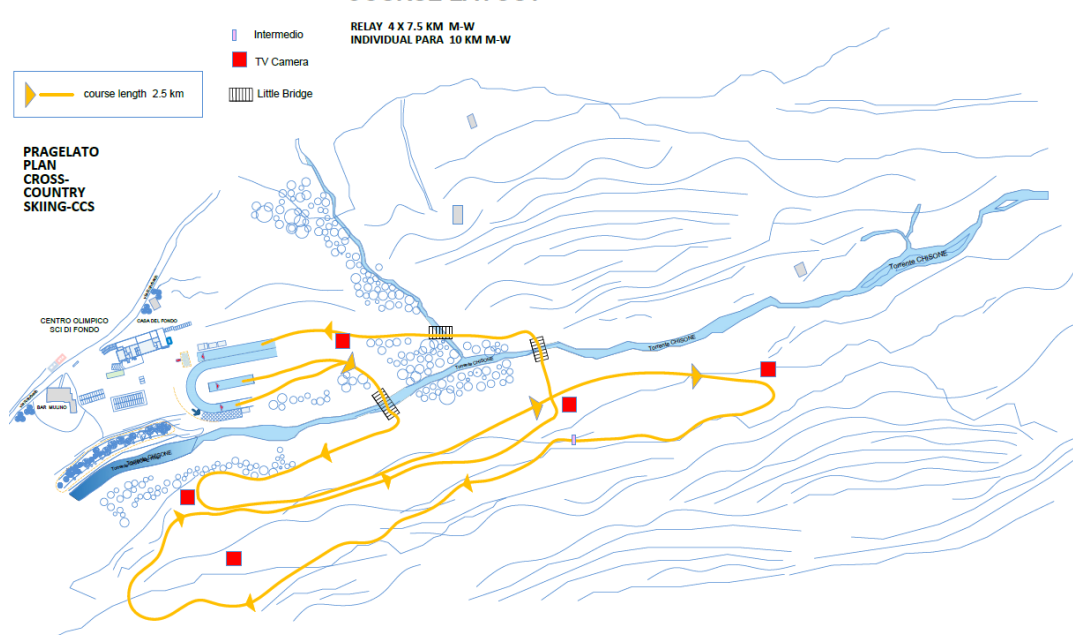 RELAY 4 X 7.5 KM M-W
INDIVIDUAL PARA 10 KM M-W
Intermedio
TV Camera
Little Bridge
course length 2.5 km
PRAGELATO
PLAN
CROSS-
COUNTRY
SKIING-CCS
CENTRO OLIMPICO
SCI DI FONDO
CASA DEL FONDO
BAR MULINO
Torrente CHISONE
Torrente CHISONE
Torrente CHISONE
Torrente CHISONE